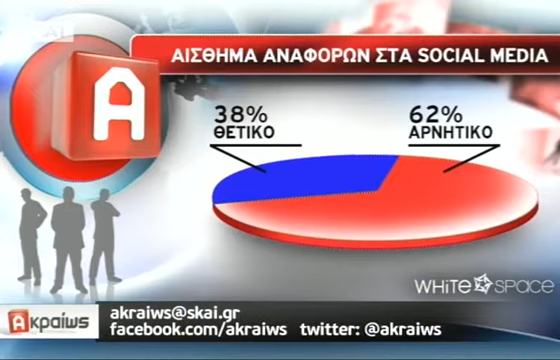 ΑΙΣΘΗΜΑ ΑΝΑΦΟΡΩΝ ΣΤΑ SOCIAL MEDIA
Α
38%
ΘΕΤΙΚΟ
62%
ΑΡΝΗΤΙΚΟ
WHITE SPACE
Ακραίως
akraiws@skai.gr
facebook.com/akraiws twitter: @akraiws